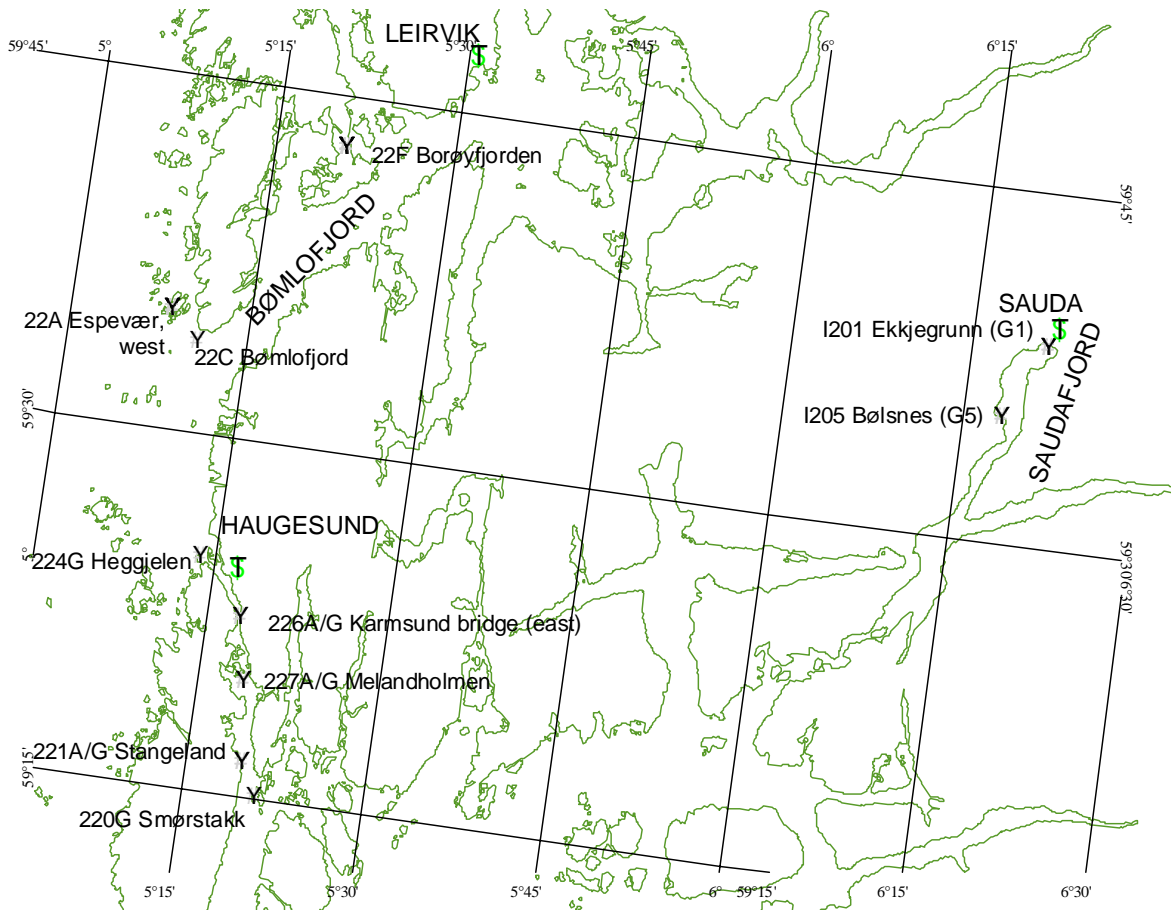 LEIRVIK
59°45'
5°
5°15'
5°30'
5°45'
6°
6°15'
T
S
Y
22F Borøyfjorden
59°45'
BØMLOFJORD
Y
22A Espevær,
west
Y
22C Bømlofjord
SAUDA
I201 Ekkjegrunn (G1)
T
S
Y
SAUDAFJORD
I205 Bølsnes (G5)
Y
59°30'
HAUGESUND
5°
224G Heggjelen
Y
T
S
59°30'
6°30'
Y
226A/G Karmsund bridge (east)
Y
227A/G Melandholmen
59°15'
221A/G Stangeland
Y
220G Smørstakk
Y
5°15'
5°30'
5°45'
6°
59°15'
6°15'
6°30'